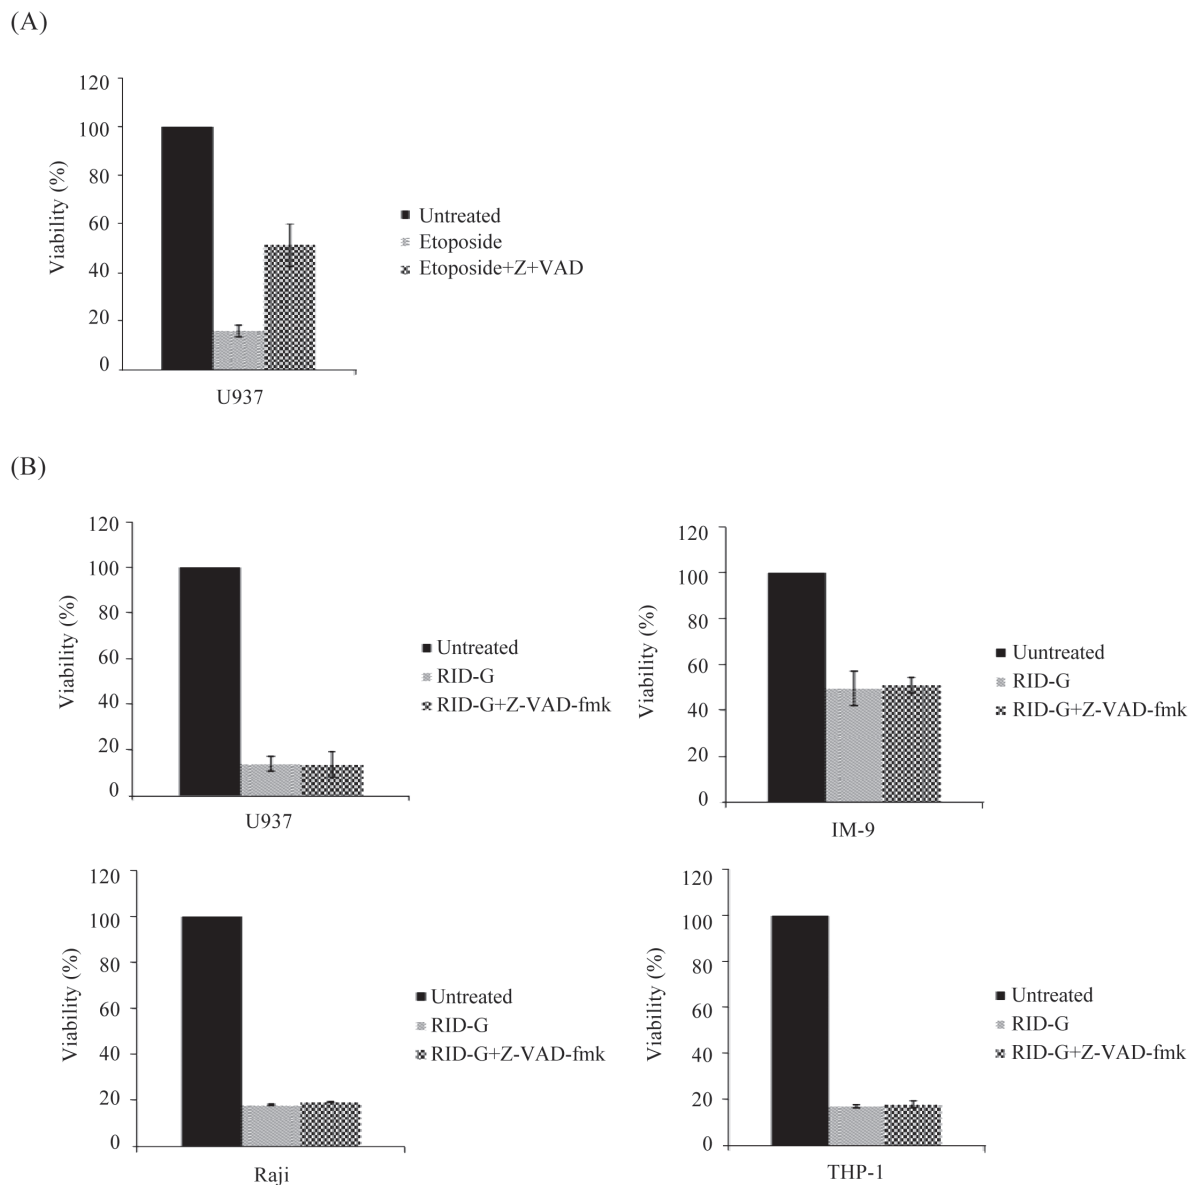 (A)
120
100
80
60
40
20
0
Viability (%)
U937
Untreated
Etoposide
Etoposide+Z+VAD
(B)
120
100
80
60
40
20
0
Viability (%)
U937
Untreated
RID-G
RID-G+Z-VAD-fmk
120
100
80
60
40
20
0
Viability (%)
IM-9
Uuntreated
RID-G
RID-G+Z-VAD-fmk
120
100
80
60
40
20
0
Viability (%)
Raji
Untreated
RID-G
RID-G+Z-VAD-fmk
120
100
80
60
40
20
0
Viability (%)
THP-1
Untreated
RID-G
RID-G+Z-VAD-fmk